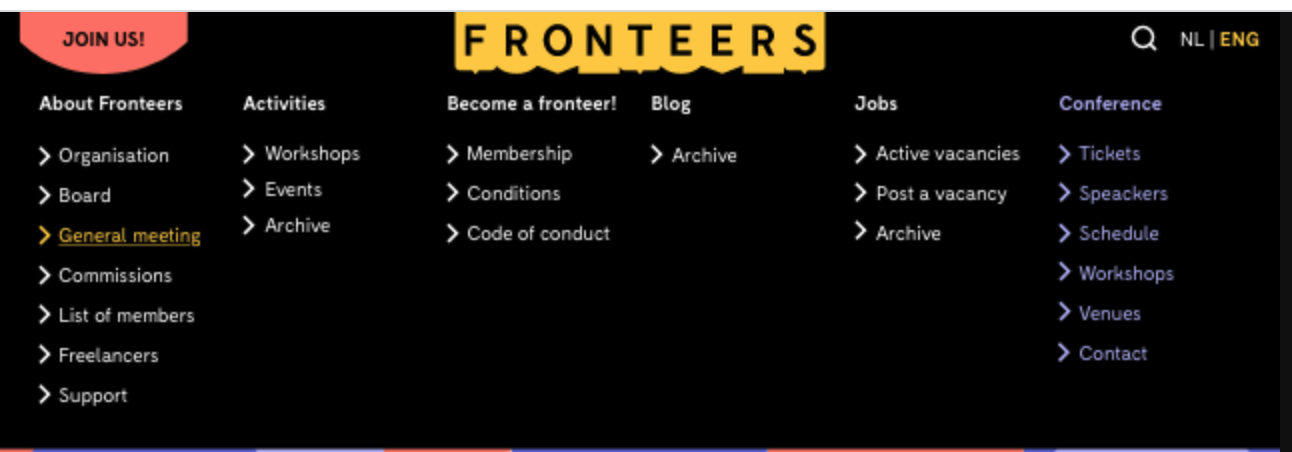 JOIN US!
FRONTEERS
NL | ENG
About Fronteers
Organisation
Board
General meeting
Commissions
List of members
Freelancers
Support
Activities
Workshops
Events
Archive
Become a fronteer!
Membership
Conditions
Code of conduct
Blog
Archive
Jobs
Active vacancies
Post a vacancy
Archive
Conference
Tickets
Speackers
Schedule
Workshops
Venues
Contact